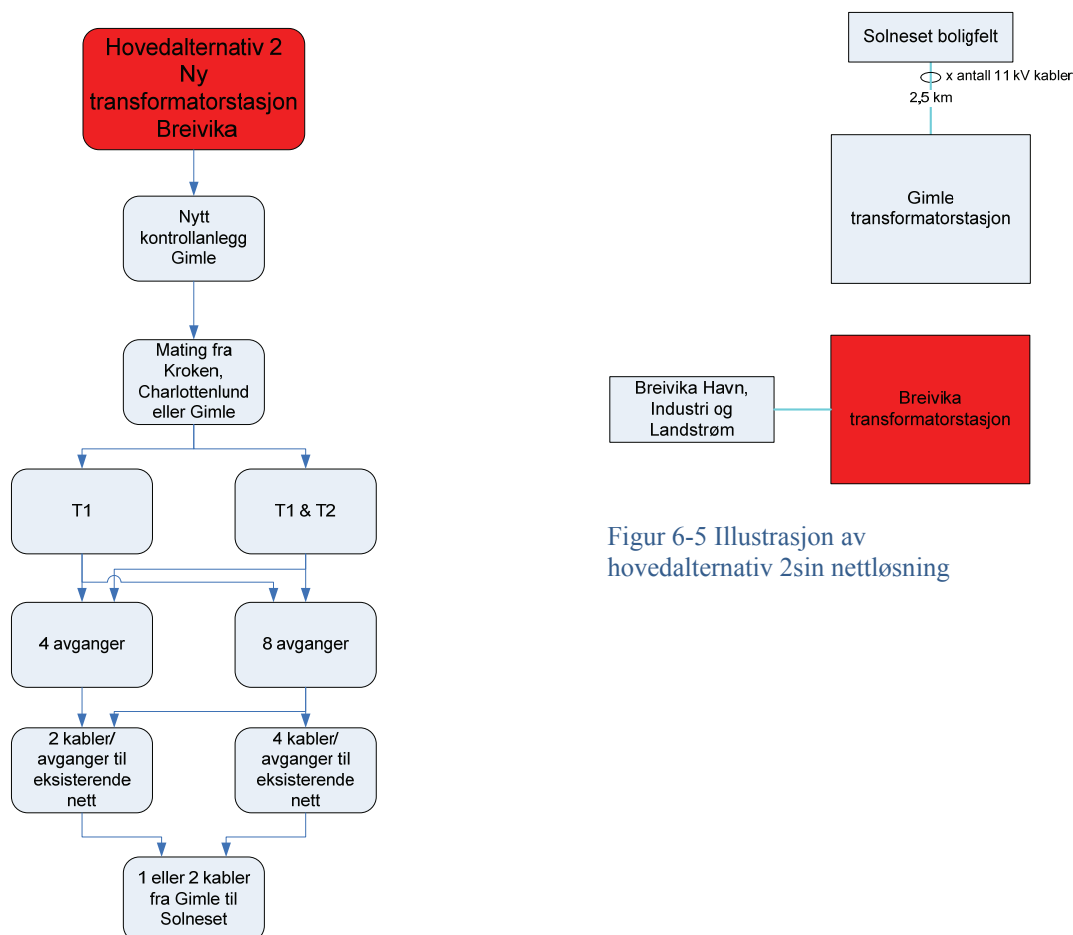 Hovedalternativ 2
Ny
transformatorstasjon
Breivika
Nytt
kontrollanlegg
Gimle
Mating fra
Kroken,
Charlottenlund
eller Gimle
T1
T1 & T2
4 avganger
8 avganger
2 kabler/
avganger til
eksisterende
nett
4 kabler/
avganger til
eksisterende
nett
1 eller 2 kabler
fra Gimle til
Solneset
Solneset boligfelt
x antall 11 kV kabler
2,5 km
Gimle
transformatorstasjon
Breivika Havn,
Industri og
Landstrøm
Breivika
transformatorstasjon
Figur 6-5 Illustrasjon av
hovedalternativ 2sin nettløsning